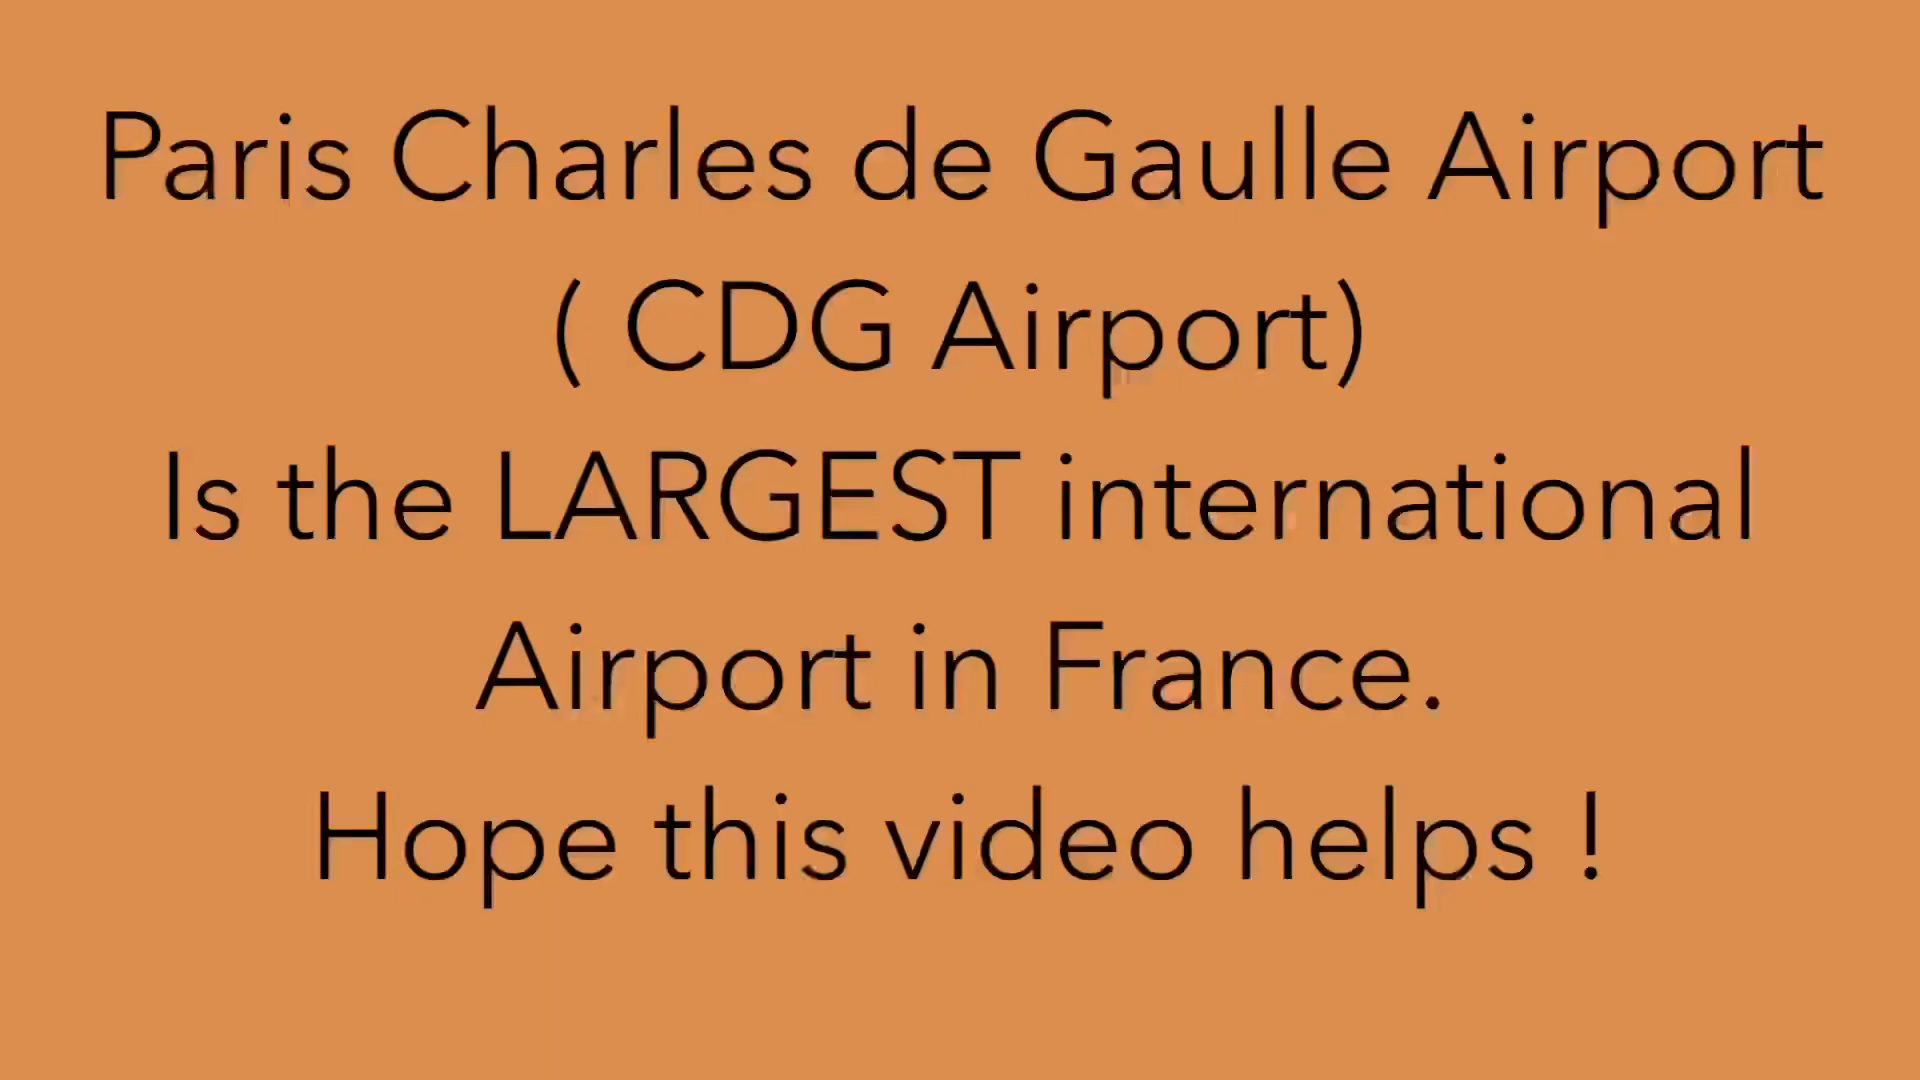 Paris Charles de Gaulle Airport
( CDG Airport)
Is the LARGEST international
Airport in France.
Hope this video helps !